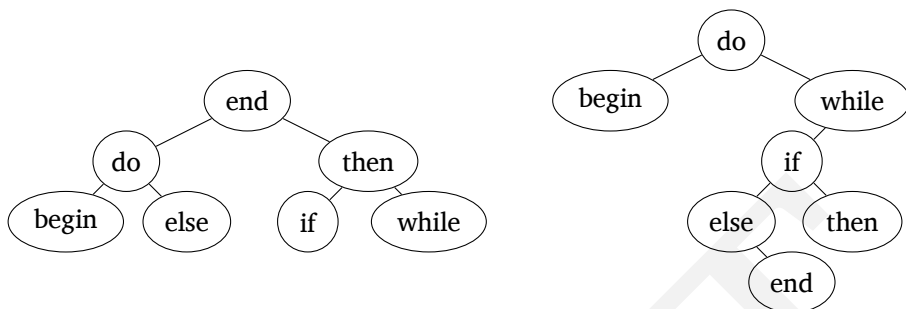 end
do then
begin else if while
do
begin while
if
else then
end